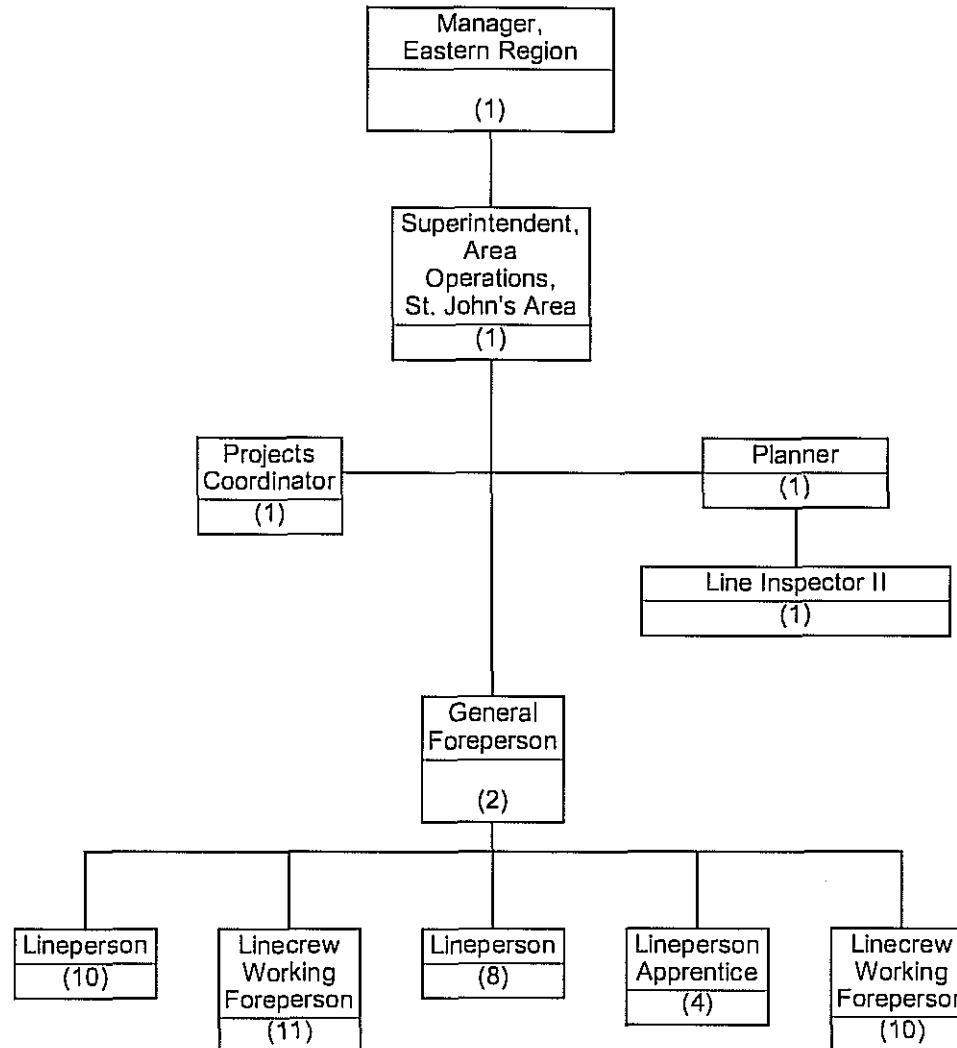 Manager,
Eastern Region
(1)
Superintendent,
Area
Operations,
St. John's Area
(1)
Projects
Coordinator
(1)
Planner
(1)
Line Inspector II
(1)
General
Foreperson
(2)
Lineperson
(10)
Linecrew
Working
Foreperson
(11)
Lineperson
(8)
Lineperson
Apprentice
(4)
Linecrew
Working
Foreperson
(10)